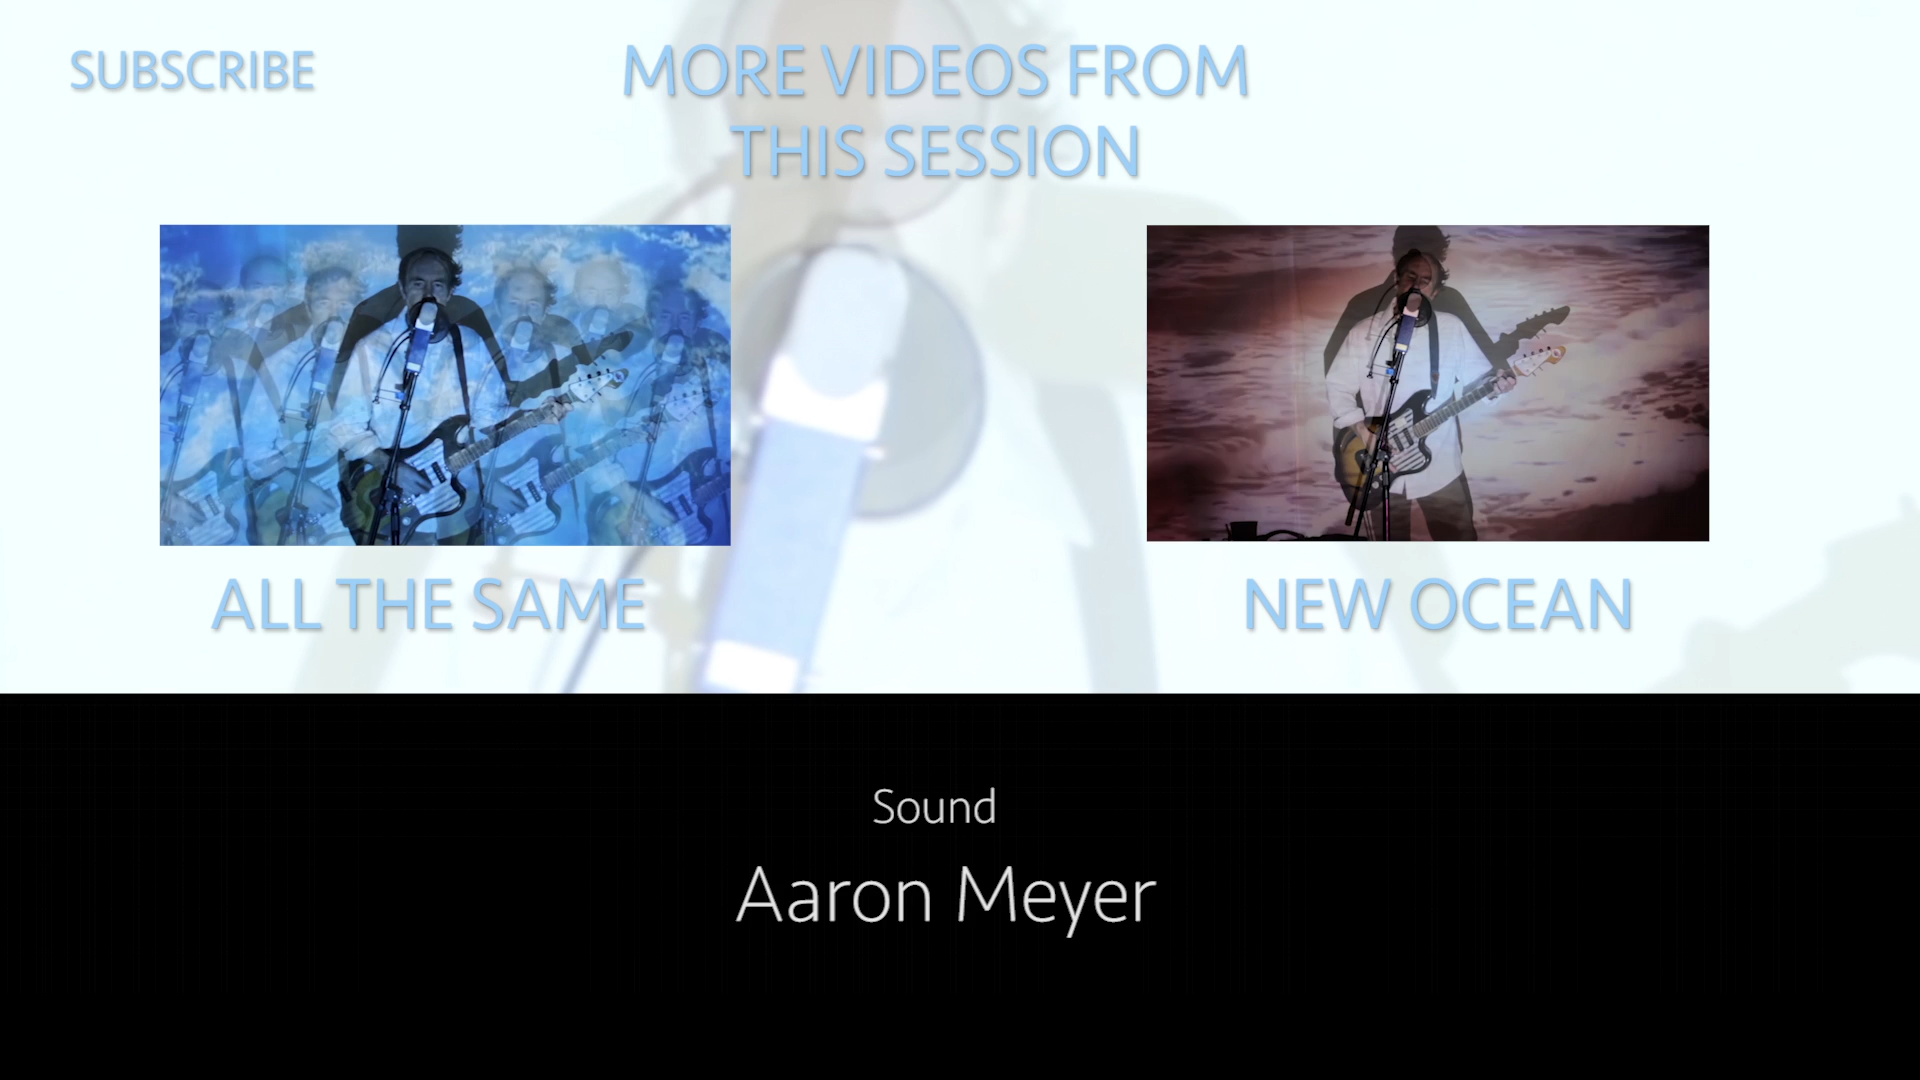 SUBSCRIBE
MORE VIDEOS FROM
THIS SESSION
ALL THE SAME
NEW OCEAN
Sound
Aaron Meyer